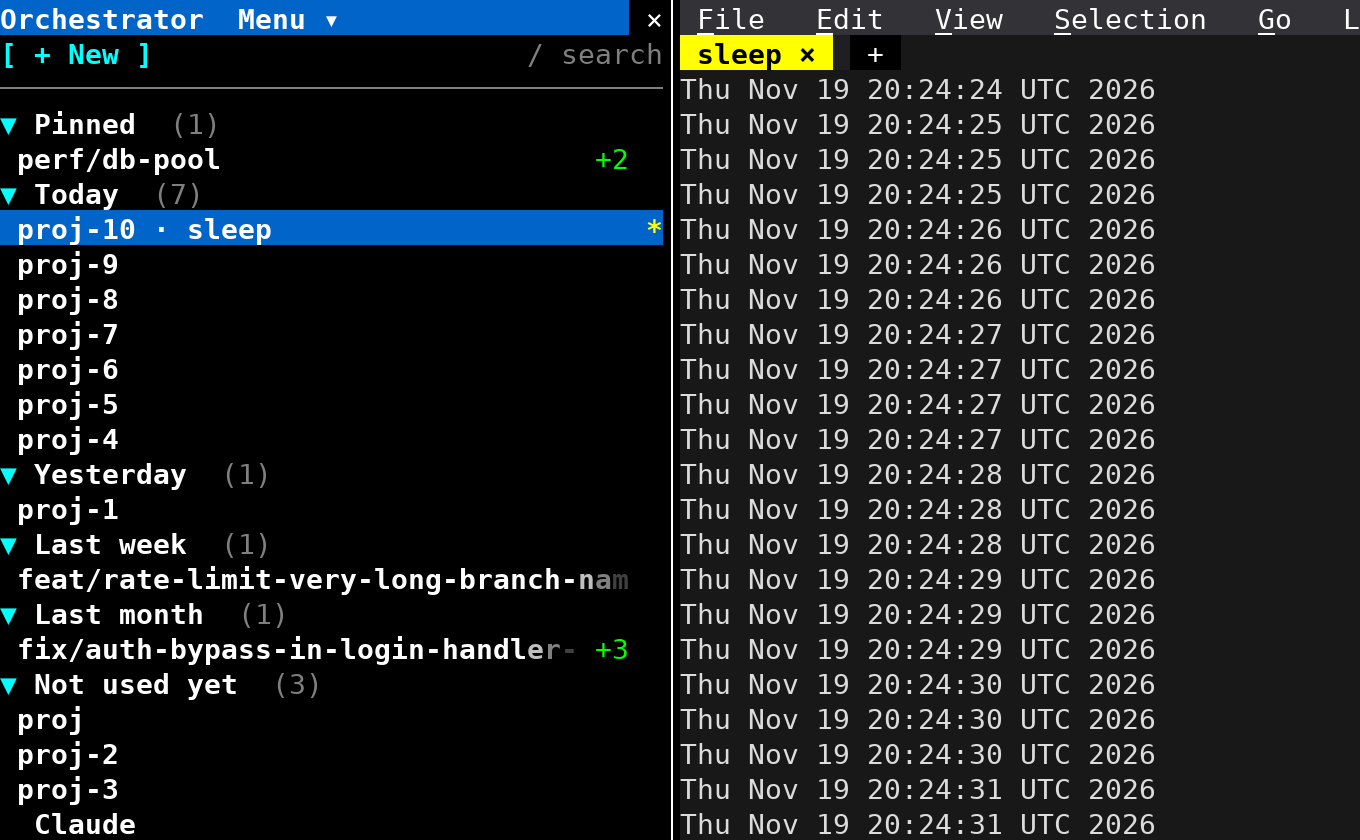 Orchestrator  Menu ▾  ×
[ + New ]  / search
▼ Pinned  (1)
perf/db-pool  +2
▼ Today  (7)
proj-10 · sleep  *
proj-9
proj-8
proj-7
proj-6
proj-5
proj-4
▼ Yesterday  (1)
proj-1
▼ Last week  (1)
feat/rate-limit-very-long-branch-nam
▼ Last month  (1)
fix/auth-bypass-in-login-handler-  +3
▼ Not used yet  (3)
proj
proj-2
proj-3
Claude
File  Edit  View  Selection  Go  L
sleep ×  +
Thu Nov 19 20:24:24 UTC 2026
Thu Nov 19 20:24:25 UTC 2026
Thu Nov 19 20:24:25 UTC 2026
Thu Nov 19 20:24:25 UTC 2026
Thu Nov 19 20:24:26 UTC 2026
Thu Nov 19 20:24:26 UTC 2026
Thu Nov 19 20:24:26 UTC 2026
Thu Nov 19 20:24:27 UTC 2026
Thu Nov 19 20:24:27 UTC 2026
Thu Nov 19 20:24:27 UTC 2026
Thu Nov 19 20:24:27 UTC 2026
Thu Nov 19 20:24:28 UTC 2026
Thu Nov 19 20:24:28 UTC 2026
Thu Nov 19 20:24:28 UTC 2026
Thu Nov 19 20:24:29 UTC 2026
Thu Nov 19 20:24:29 UTC 2026
Thu Nov 19 20:24:29 UTC 2026
Thu Nov 19 20:24:30 UTC 2026
Thu Nov 19 20:24:30 UTC 2026
Thu Nov 19 20:24:30 UTC 2026
Thu Nov 19 20:24:31 UTC 2026
Thu Nov 19 20:24:31 UTC 2026